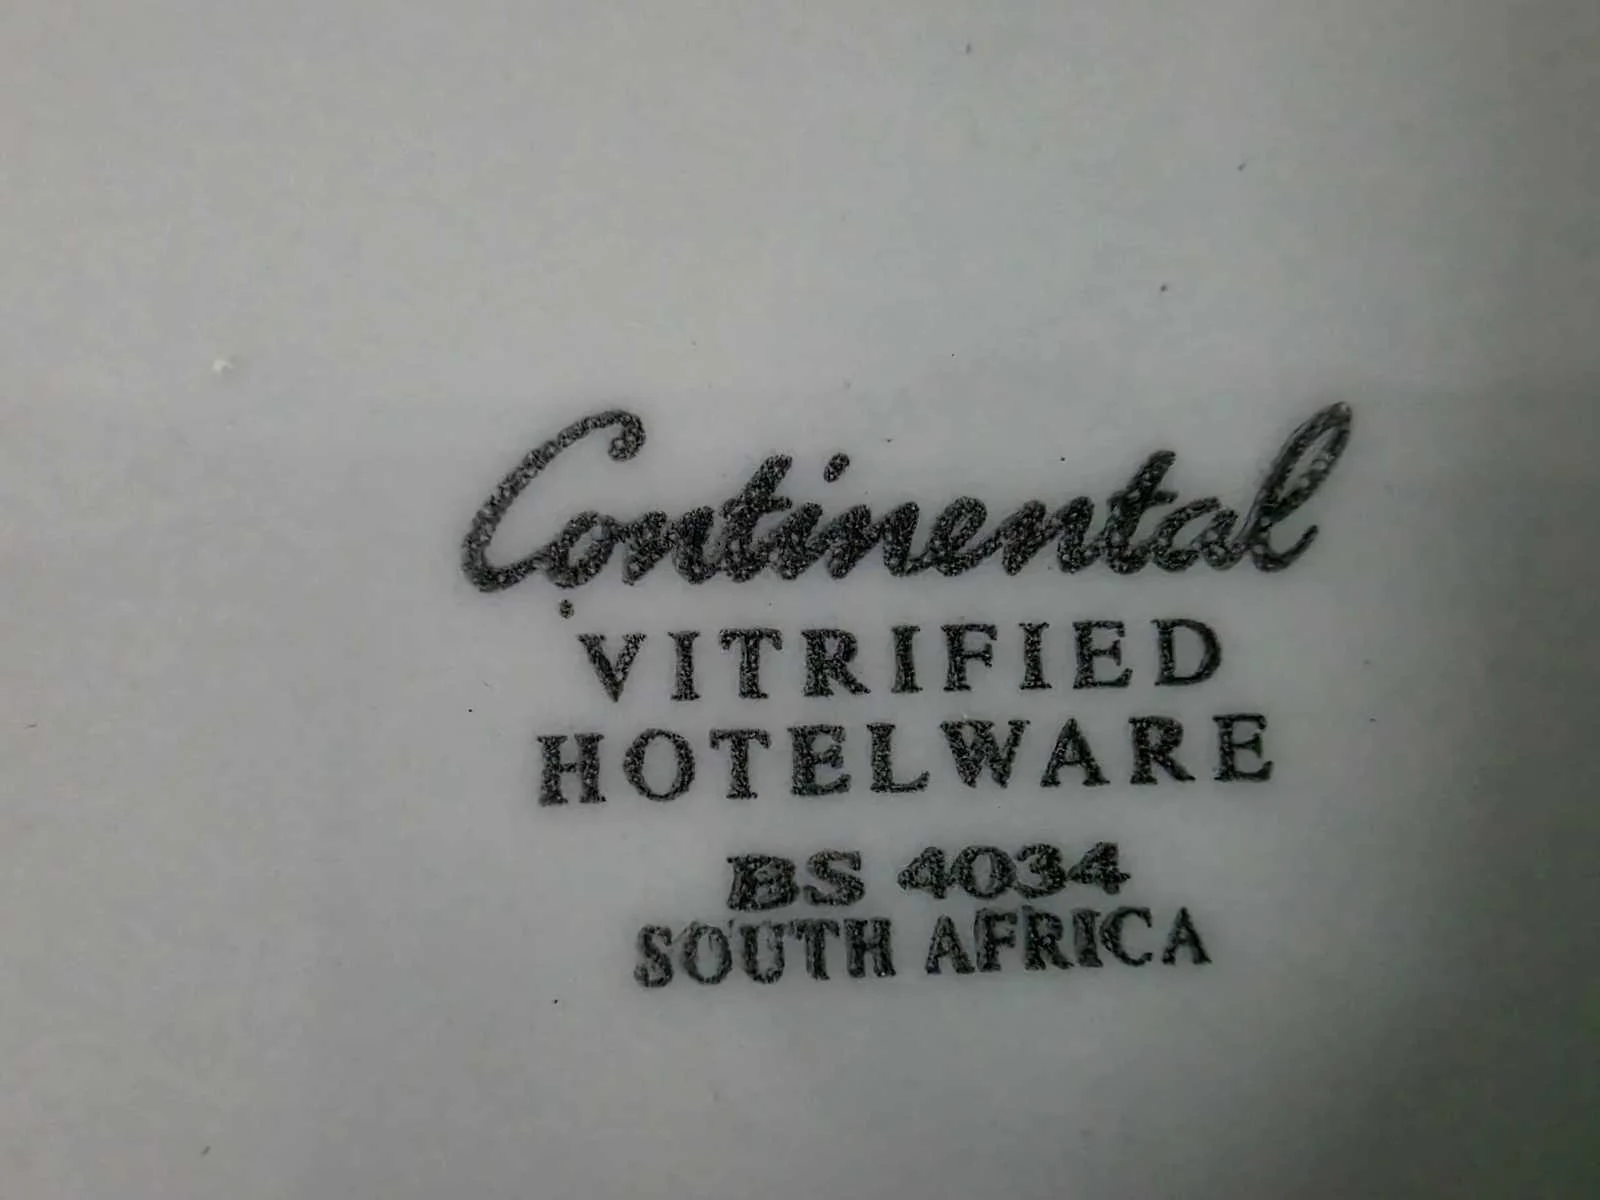 Continental
VITRIFIED
HOTELWARE
BS 4034
SOUTH AFRICA